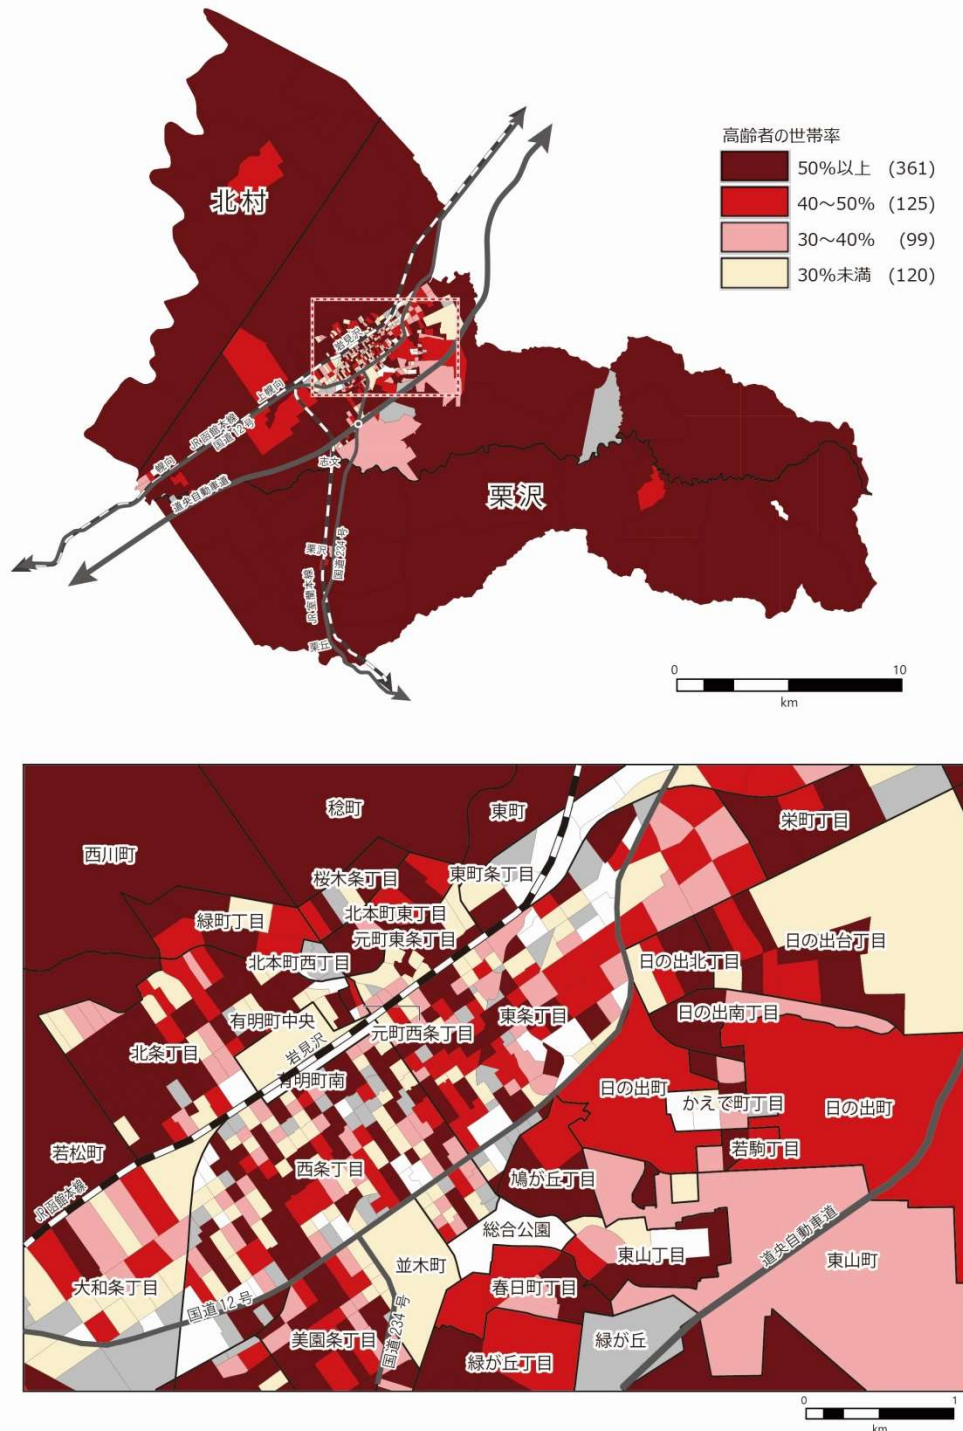 高齢者の世帯率
50%以上 (361)
40～50% (125)
30～40% (99)
30%未満 (120)
北村
岩見沢
上幌向
JR函館本線
国道12号
幌向
道央自動車道
志文
栗沢
栗沢
国道234号
JR室蘭本線
栗丘
0 10
km
稔町
東町
西川町
栄町丁目
桜木条丁目
東町条丁目
緑町丁目
北本町東丁目
元町東条丁目
日の出台丁目
北本町西丁目
日の出北丁目
有明町中央
日の出南丁目
元町西条丁目
東条丁目
北条丁目
岩見沢
有明町南
日の出町
かえで町丁目
日の出町
若松町
若駒丁目
西条丁目
鳩が丘丁目
JR函館本線
総合公園
東山丁目
道央自動車道
東山町
並木町
大和条丁目
春日町丁目
国道12号
美園条丁目
国道234号
緑が丘
緑が丘丁目
0 1
km